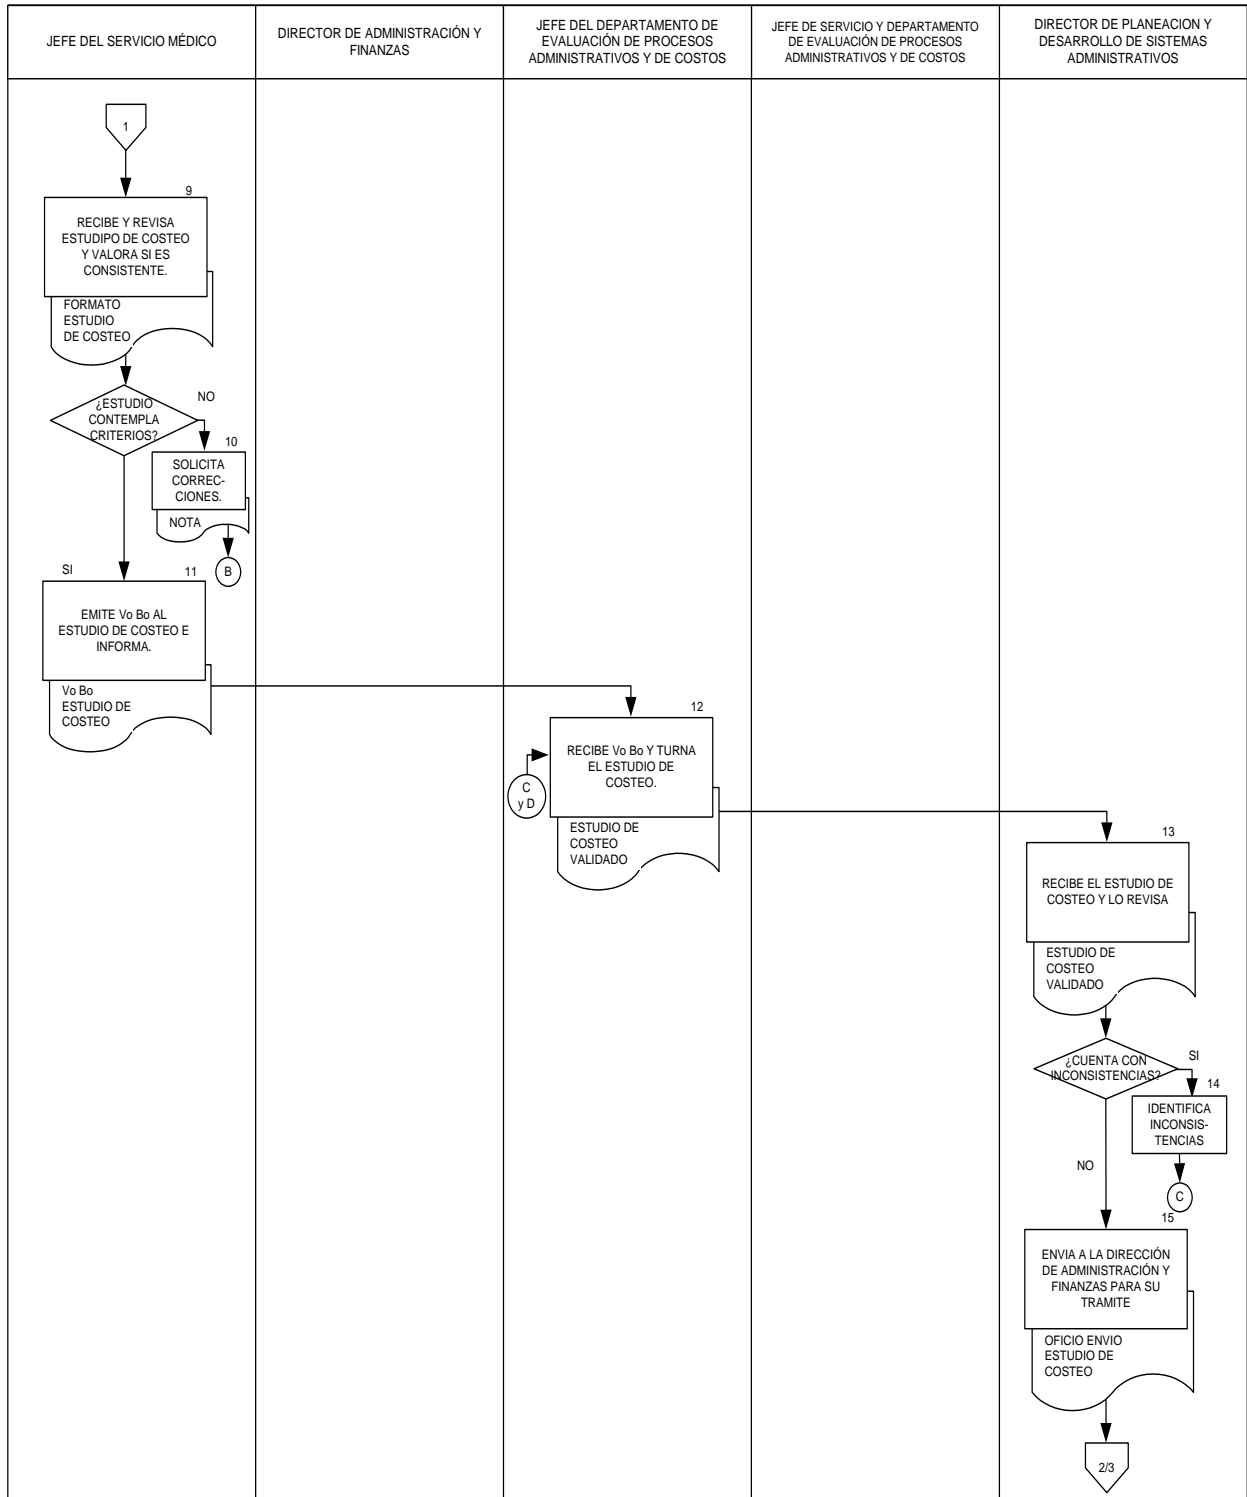 JEFE DEL SERVICIO MÉDICO
DIRECTOR DE ADMINISTRACIÓN Y
FINANZAS
JEFE DEL DEPARTAMENTO DE
EVALUACIÓN DE PROCESOS
ADMINISTRATIVOS Y DE COSTOS
JEFE DE SERVICIO Y DEPARTAMENTO
DE EVALUACIÓN DE PROCESOS
ADMINISTRATIVOS Y DE COSTOS
DIRECTOR DE PLANEACION Y
DESARROLLO DE SISTEMAS
ADMINISTRATIVOS
1
9
RECIBE Y REVISA
ESTUDIPO DE COSTEO
Y VALORA SI ES
CONSISTENTE.
FORMATO
ESTUDIO
DE COSTEO
¿ESTUDIO
CONTEMPLA
CRITERIOS?
NO
10
SOLICITA
CORREC-
CIONES.
NOTA
B
SI
11
EMITE Vo Bo AL
ESTUDIO DE COSTEO E
INFORMA.
Vo Bo
ESTUDIO DE
COSTEO
12
RECIBE Vo Bo Y TURNA
EL ESTUDIO DE
COSTEO.
C
y D
ESTUDIO DE
COSTEO
VALIDADO
13
RECIBE EL ESTUDIO DE
COSTEO Y LO REVISA
ESTUDIO DE
COSTEO
VALIDADO
¿CUENTA CON
INCONSISTENCIAS?
SI
14
IDENTIFICA
INCONSIS-
TENCIAS
C
NO
15
ENVIA A LA DIRECCIÓN
DE ADMINISTRACIÓN Y
FINANZAS PARA SU
TRAMITE
OFICIO ENVIO
ESTUDIO DE
COSTEO
2/3